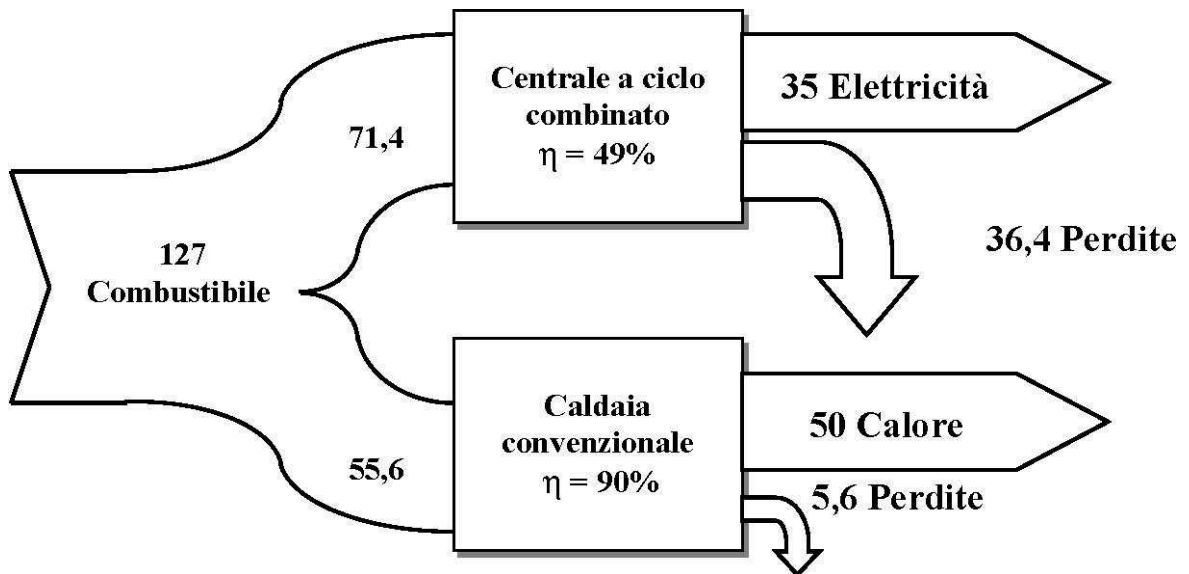 127
Combustibile
71,4
Centrale a ciclo
combinato
η = 49%
35 Elettricità
36,4 Perdite
55,6
Caldaia
convenzionale
η = 90%
50 Calore
5,6 Perdite